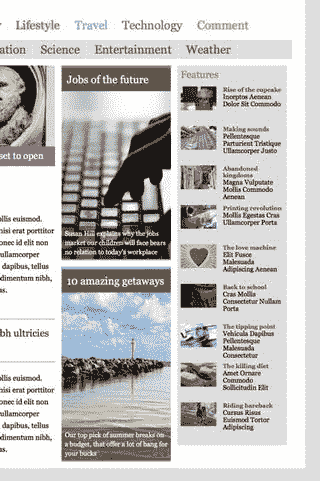 Lifestyle Travel Technology Comment
ation Science Entertainment Weather
set to open
ollis euismod.
nisi erat porttitor
onec id elit non
ullamcorper
dapibus, tellus
dimentum nibh,
us.
bh ultricies
ollis euismod.
nisi erat porttitor
onec id elit non
ullamcorper
dapibus, tellus
dimentum nibh,
us.
Jobs of the future
Susan Hill explains why the jobs
market our children will face bears
no relation to today's workplace
10 amazing getaways
Our top pick of summer breaks on
a budget, that offer a lot of bang for
your bucks
Features
Rise of the cupcake
Inceptos Aenean
Dolor Sit Commodo
Making sounds
Pellentesque
Parturient Tristique
Ullamcorper Justo
Abandoned
kingdoms
Magna Vulputate
Mollis Commodo
Aenean
Printing revolution
Mollis Egestas Cras
Ullamcorper Porta
The love machine
Elit Fusce
Malesuada
Adipiscing Aenean
Back to school
Cras Mollis
Consectetur Nullam
Porta
The tipping point
Vehicula Dapibus
Pellentesque
Malesuada
Consectetur
The killing diet
Amet Ornare
Commodo
Sollicitudin Elit
Riding hideaway
Cursus Risus
Euismod Tortor
Adipiscing